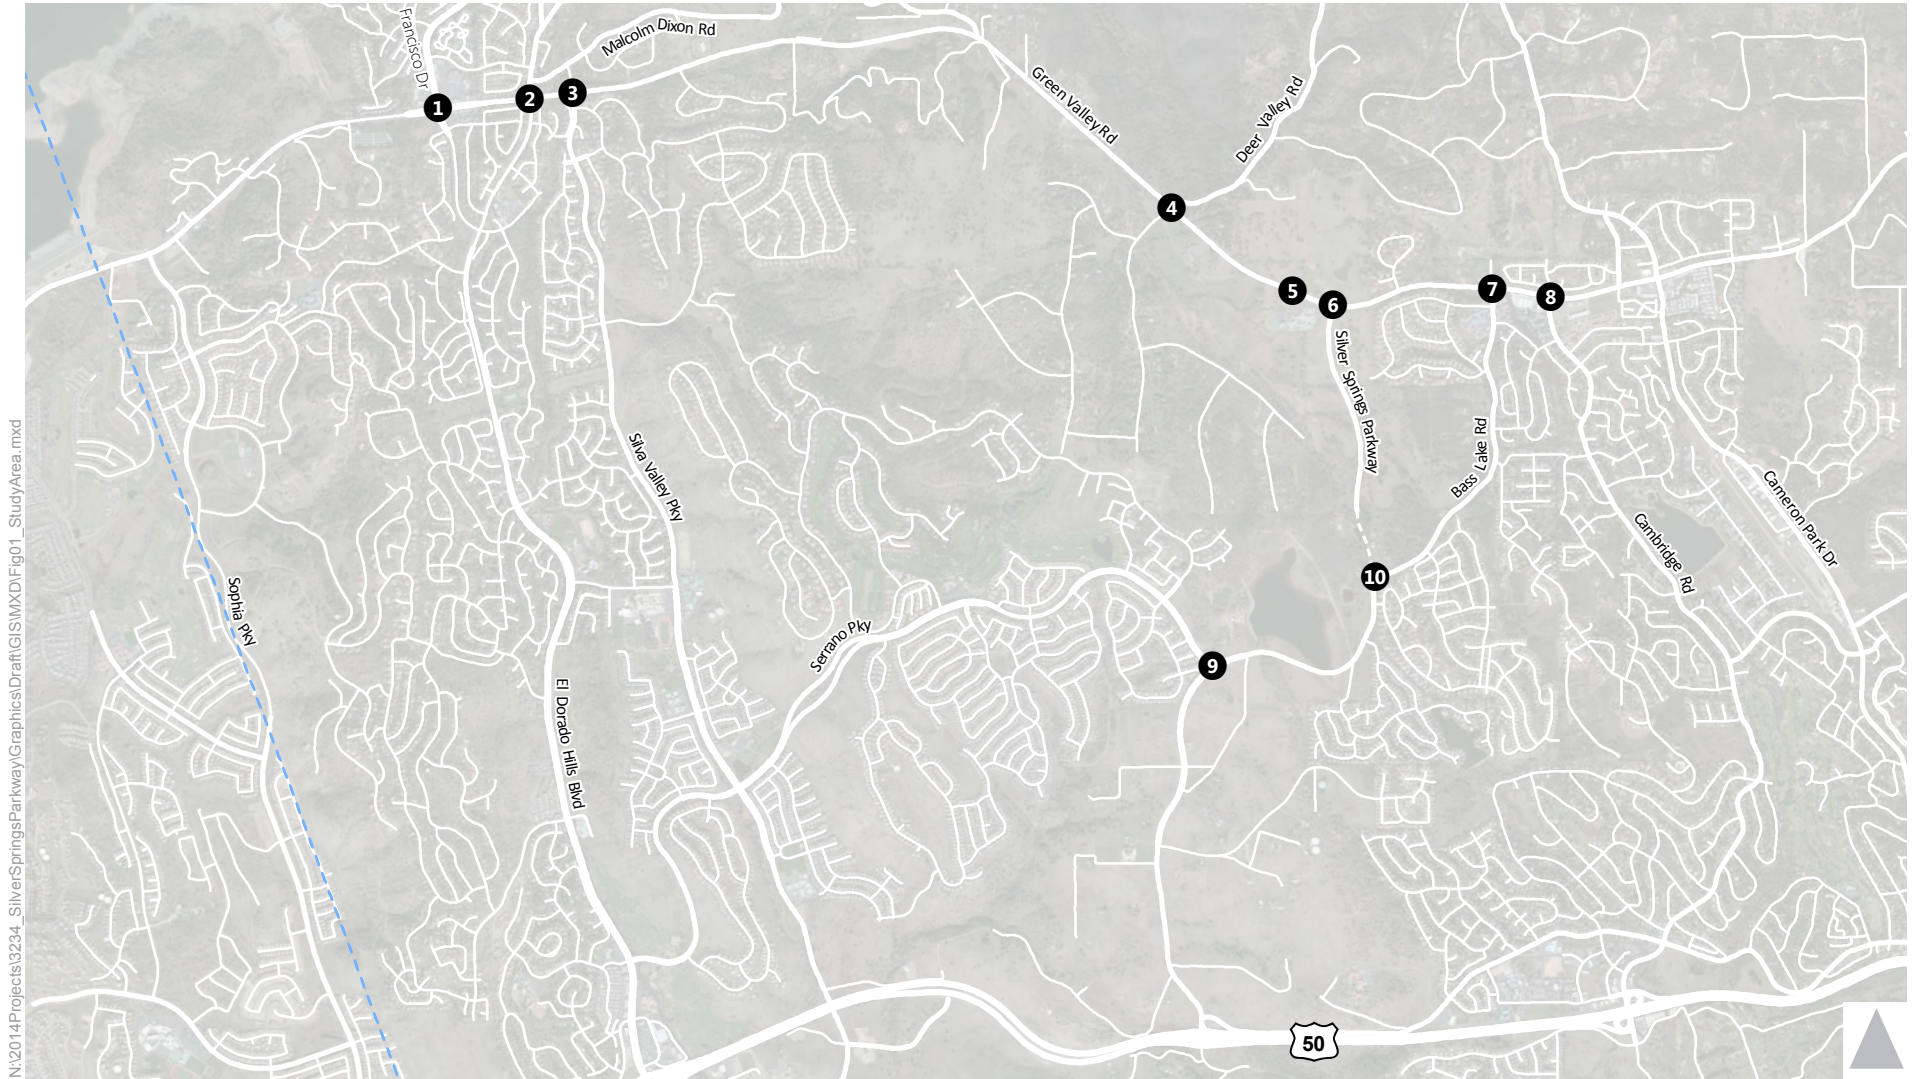 Francisco Dr
Malcolm Dixon Rd
1
2
3
Green Valley Rd
Deer Valley Rd
4
5
6
7
8
Silver Springs Parkway
Bass Lake Rd
Silva Valley Pky
Cameron Park Dr
Cambridge Rd
10
Sophia Pky
Serrano Pky
9
El Dorado Hills Blvd
50
N:\2014Projects\3234_SilverSpringsParkway\Graphics\Draft\GIS\MXD\Fig01_StudyArea.mxd